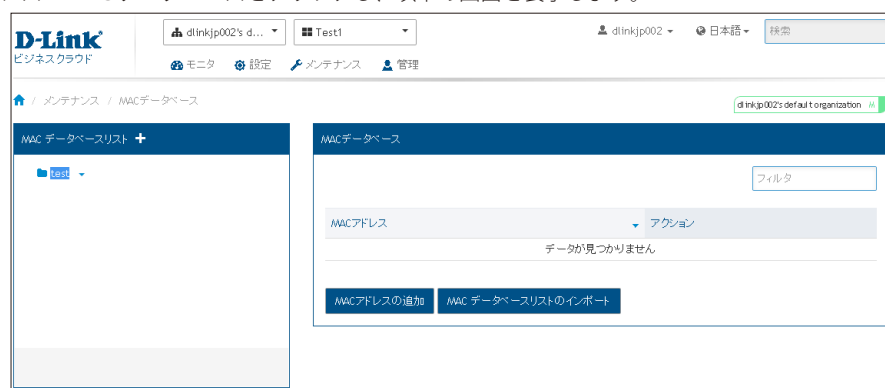 D-Link
ビジネスクラウド
dlinkjp002's d...
Test1
dlinkjp002
日本語
検索
モニタ 設定 メンテナンス 管理
/ メンテナンス / MACデータベース
dlinkjp002's default organization
MAC データベースリスト
MACデータベース
test
フィルタ
MACアドレス アクション
データが見つかりません
MACアドレスの追加 MAC データベースリストのインポート